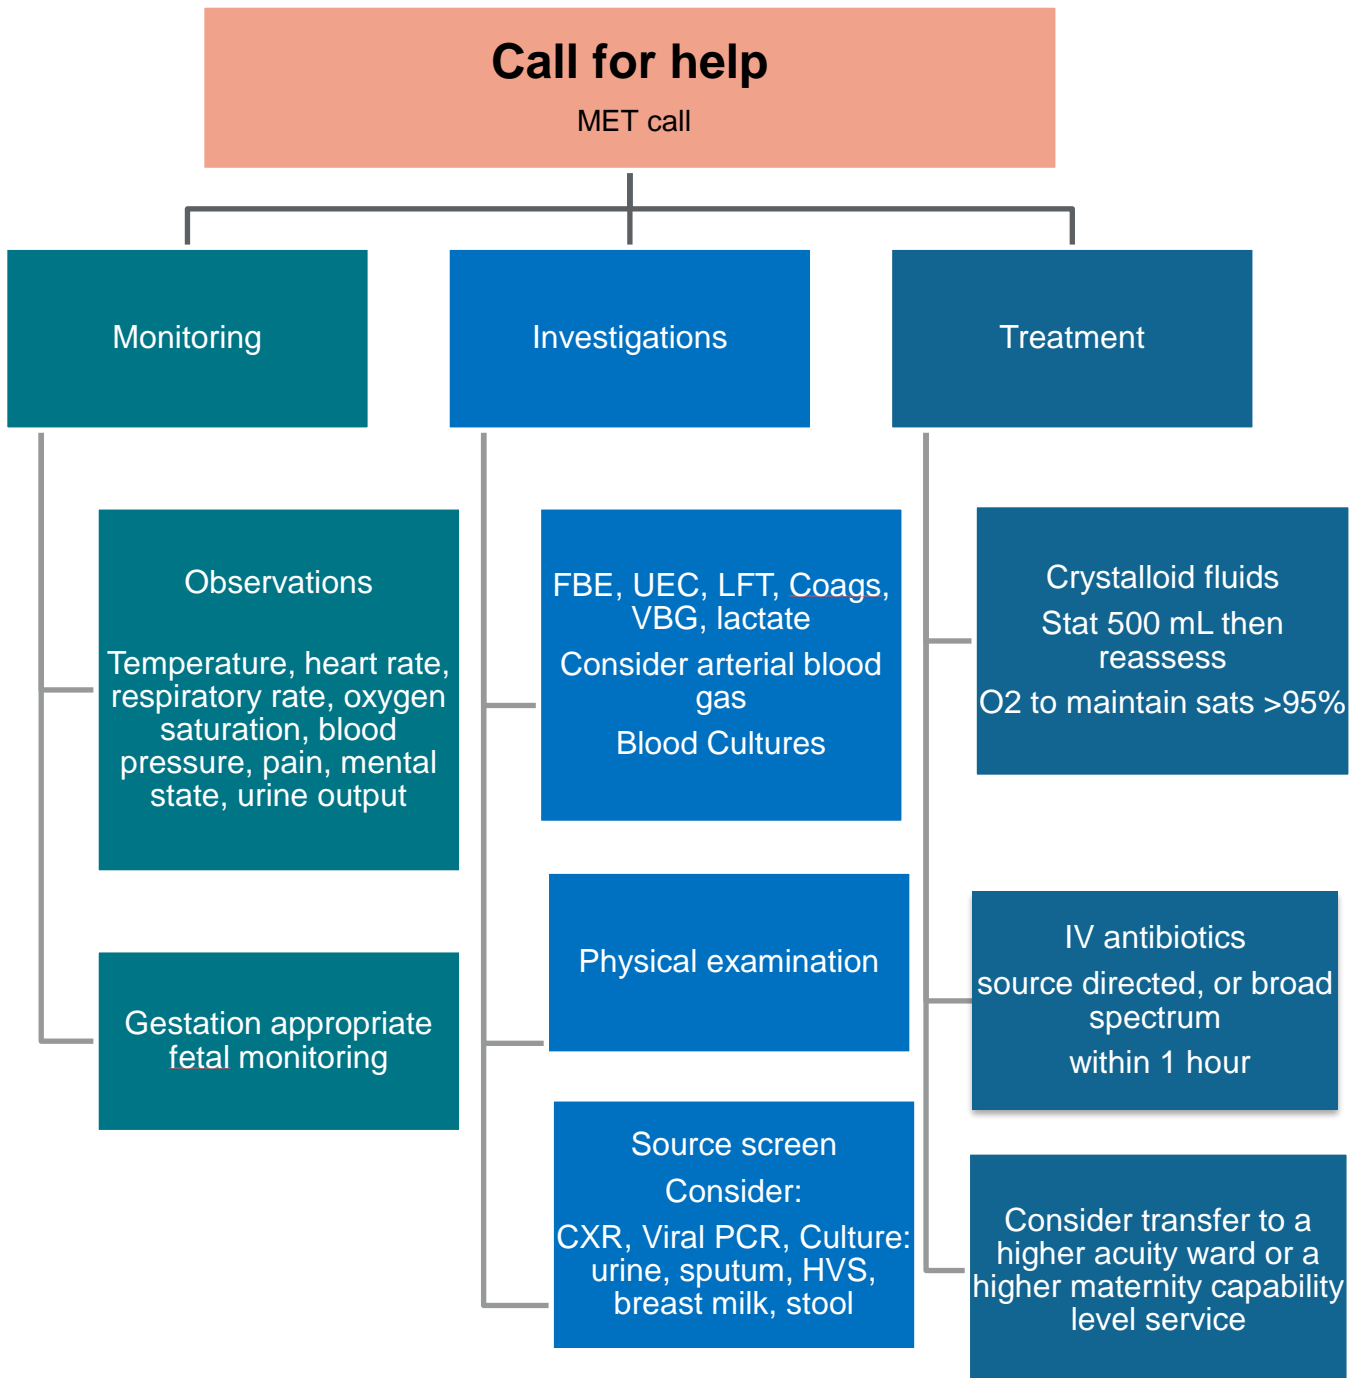 Call for help
MET call
Monitoring
Investigations
Treatment
Observations
Temperature, heart rate,
respiratory rate, oxygen
saturation, blood
pressure, pain, mental
state, urine output
Gestation appropriate
fetal monitoring
FBE, UEC, LFT, Coags,
VBG, lactate
Consider arterial blood
gas
Blood Cultures
Physical examination
Source screen
Consider:
CXR, Viral PCR, Culture:
urine, sputum, HVS,
breast milk, stool
Crystalloid fluids
Stat 500 mL then
reassess
O2 to maintain sats >95%
IV antibiotics
source directed, or broad
spectrum
within 1 hour
Consider transfer to a
higher acuity ward or a
higher maternity capability
level service